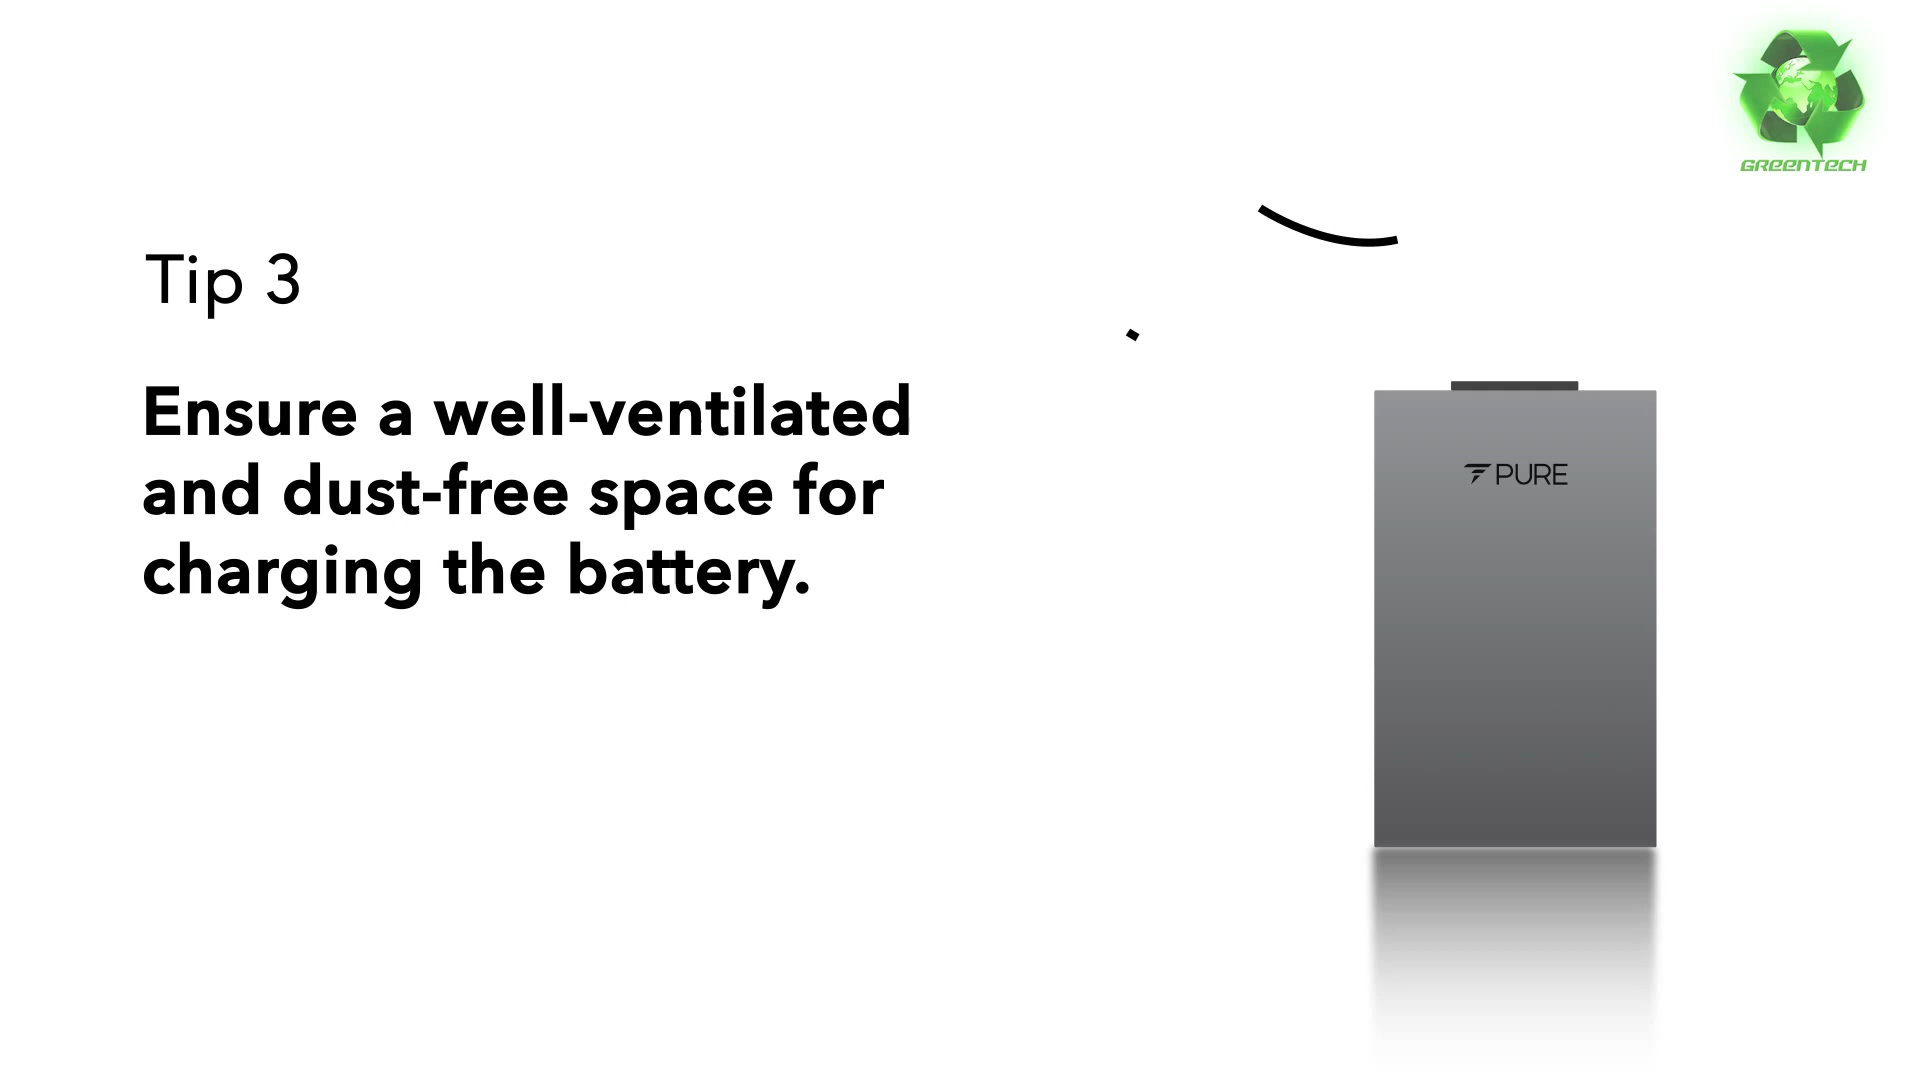 GREENTECH
Tip 3
Ensure a well-ventilated
and dust-free space for
charging the battery.
PURE